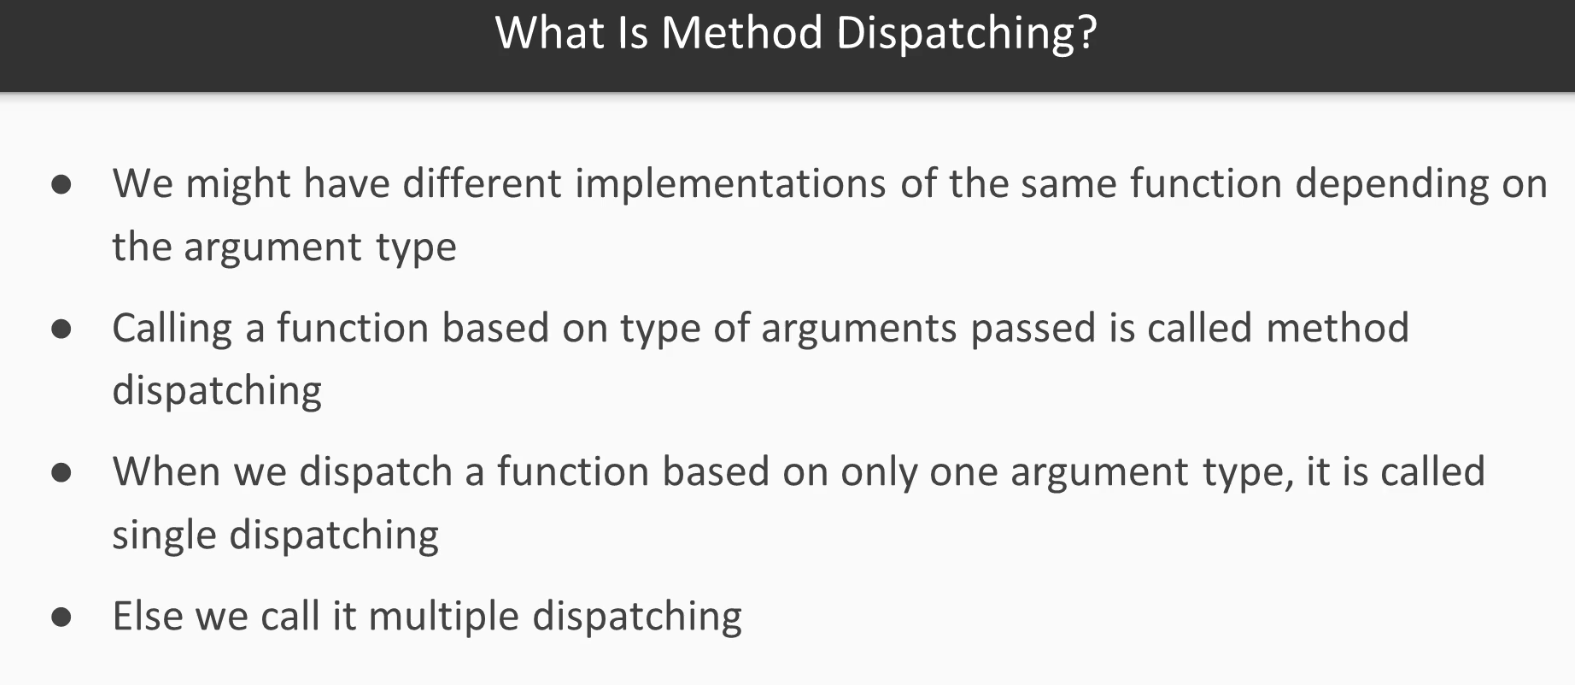 What Is Method Dispatching?
● We might have different implementations of the same function depending on
the argument type
● Calling a function based on type of arguments passed is called method
dispatching
● When we dispatch a function based on only one argument type, it is called
single dispatching
● Else we call it multiple dispatching